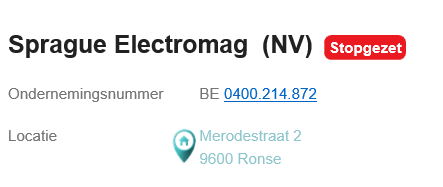 Sprague Electromag (NV) Stopgezet
Ondernemingsnummer BE 0400.214.872
Locatie Merodestraat 2
9600 Ronse